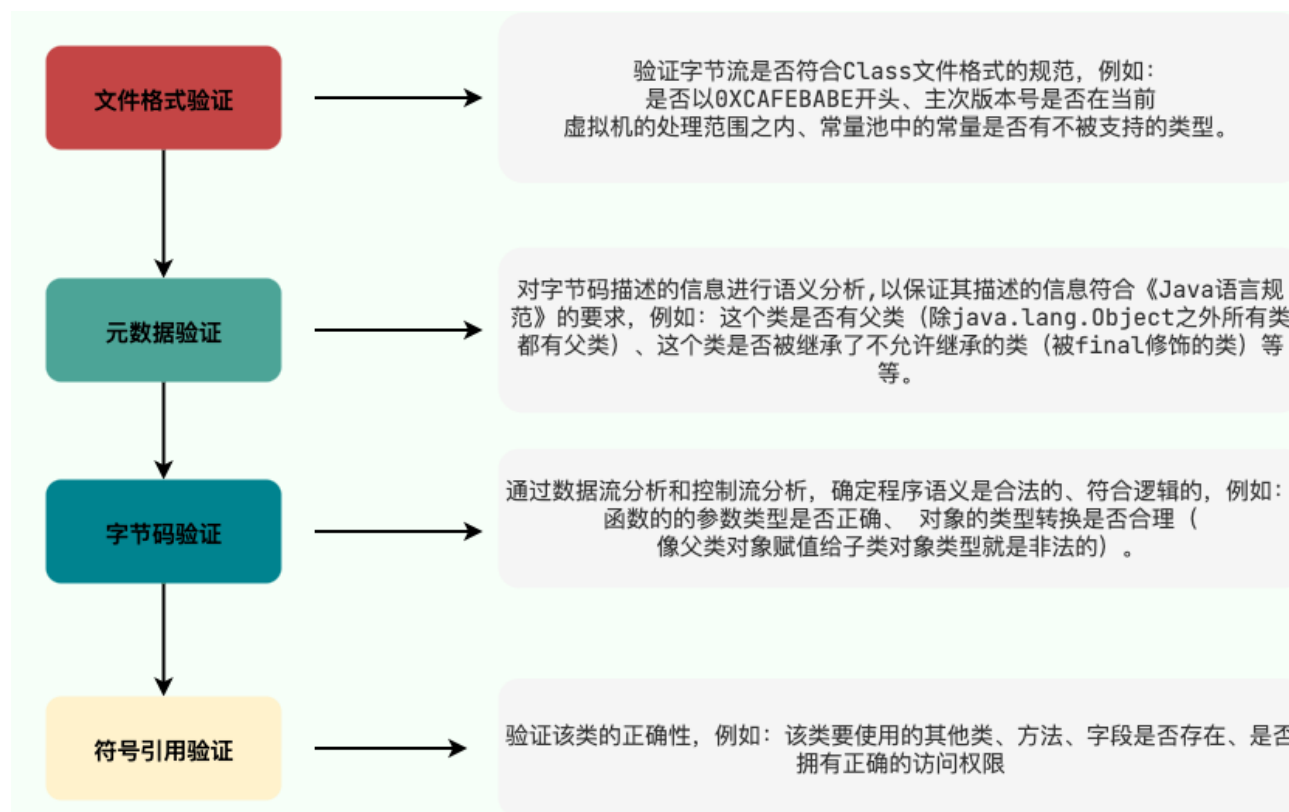 文件格式验证
验证字节流是否符合Class文件格式的规范，例如：
是否以0XCAFEBABE开头、主次版本号是否在当前
虚拟机的处理范围之内、常量池中的常量是否有不被支持的类型。
元数据验证
对字节码描述的信息进行语义分析,以保证其描述的信息符合《Java语言规
范》的要求，例如：这个类是否有父类（除java.lang.Object之外所有类
都有父类）、这个类是否被继承了不允许继承的类（被final修饰的类）等
等。
字节码验证
通过数据流分析和控制流分析，确定程序语义是合法的、符合逻辑的，例如：
函数的的参数类型是否正确、 对象的类型转换是否合理（
像父类对象赋值给子类对象类型就是非法的）。
符号引用验证
验证该类的正确性，例如：该类要使用的其他类、方法、字段是否存在、是否
拥有正确的访问权限